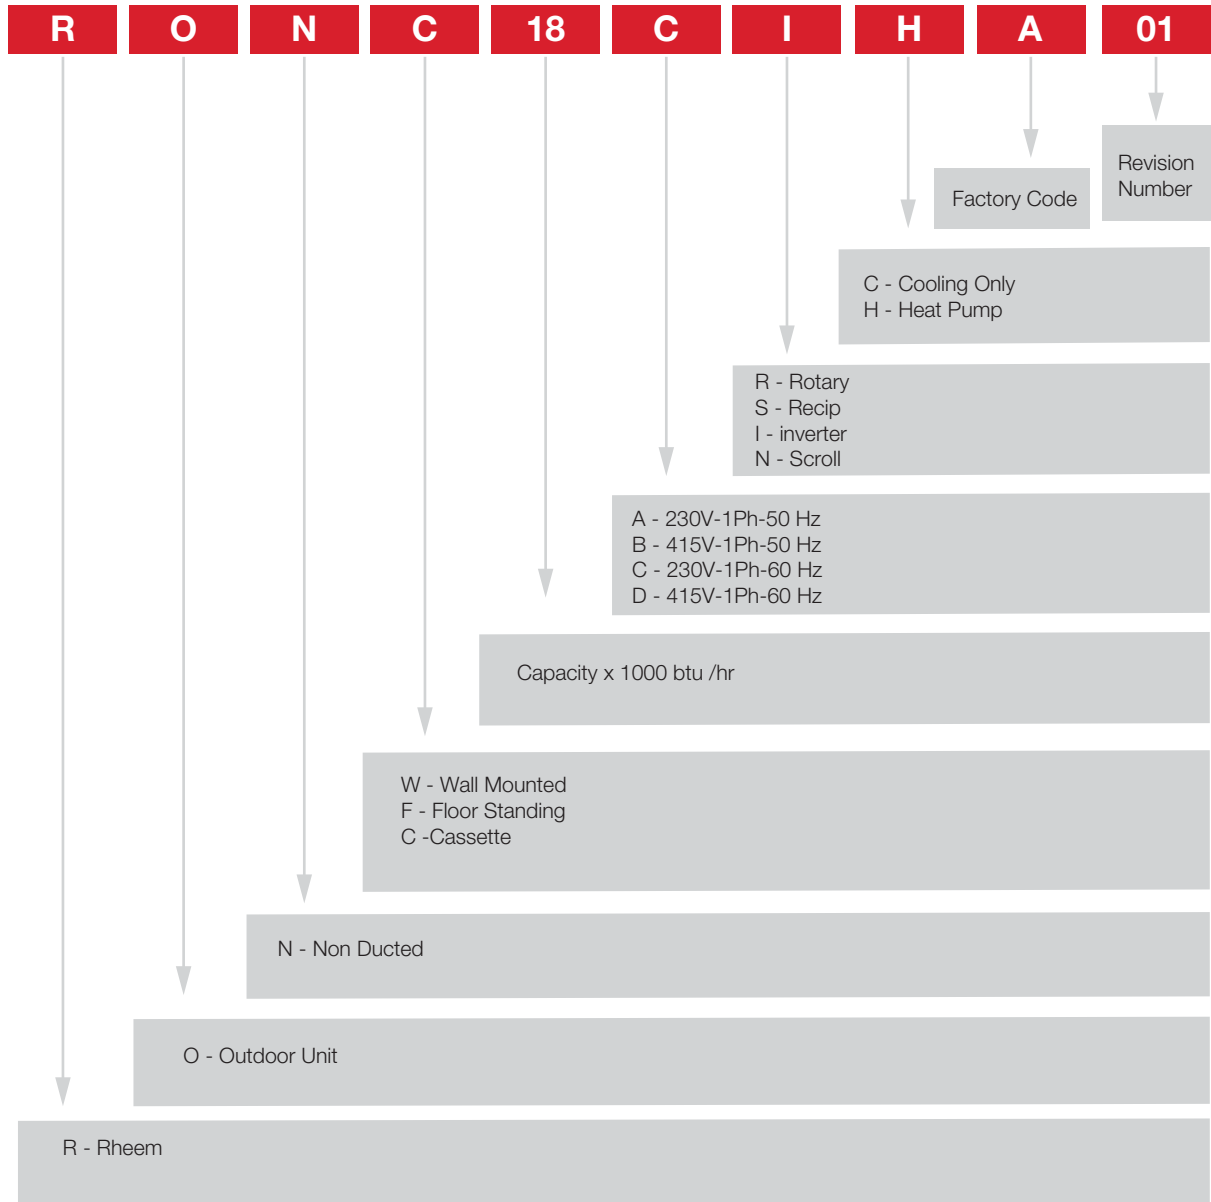 R O N C 18 C I H A 01
Revision
Number
Factory Code
C - Cooling Only
H - Heat Pump
R - Rotary
S - Recip
I - inverter
N - Scroll
A - 230V-1Ph-50 Hz
B - 415V-1Ph-50 Hz
C - 230V-1Ph-60 Hz
D - 415V-1Ph-60 Hz
Capacity x 1000 btu /hr
W - Wall Mounted
F - Floor Standing
C -Cassette
N - Non Ducted
O - Outdoor Unit
R - Rheem